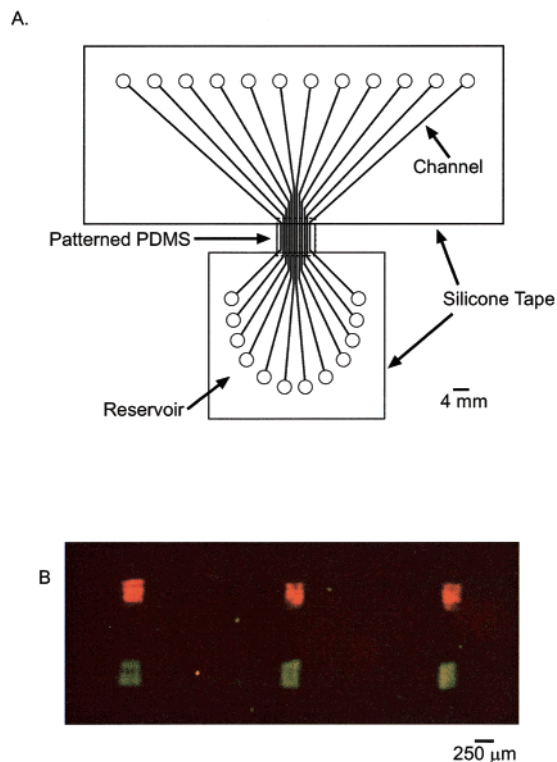 A.
Channel
Patterned PDMS
Silicone Tape
Reservoir
4 mm
B
250 μm